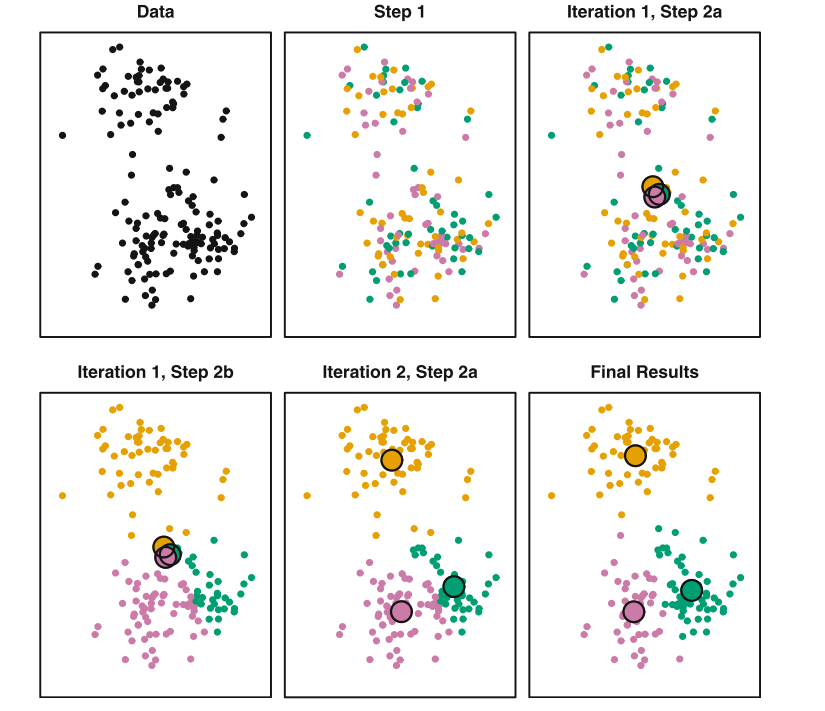 Data
Step 1
Iteration 1, Step 2a
Iteration 1, Step 2b
Iteration 2, Step 2a
Final Results